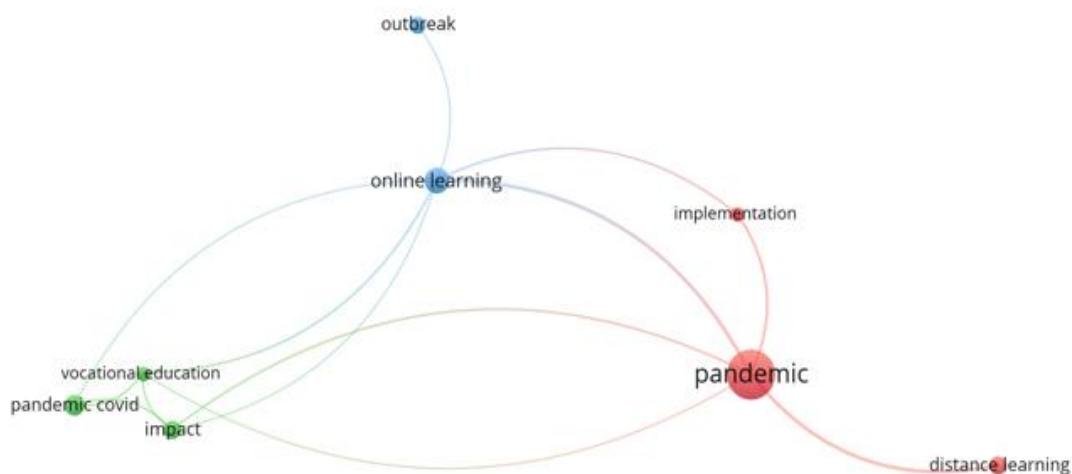 outbreak
online learning
implementation
vocational education
pandemic
pandemic covid
impact
distance learning